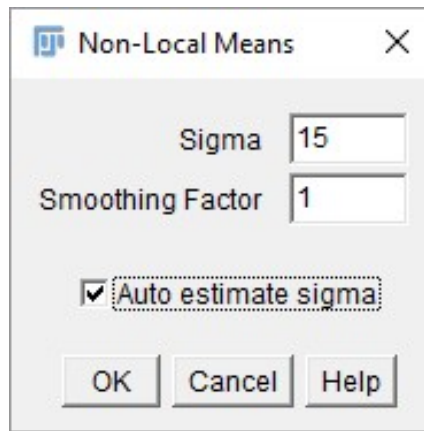 Non-Local Means
Sigma 15
Smoothing Factor 1
Auto estimate sigma
OK Cancel Help